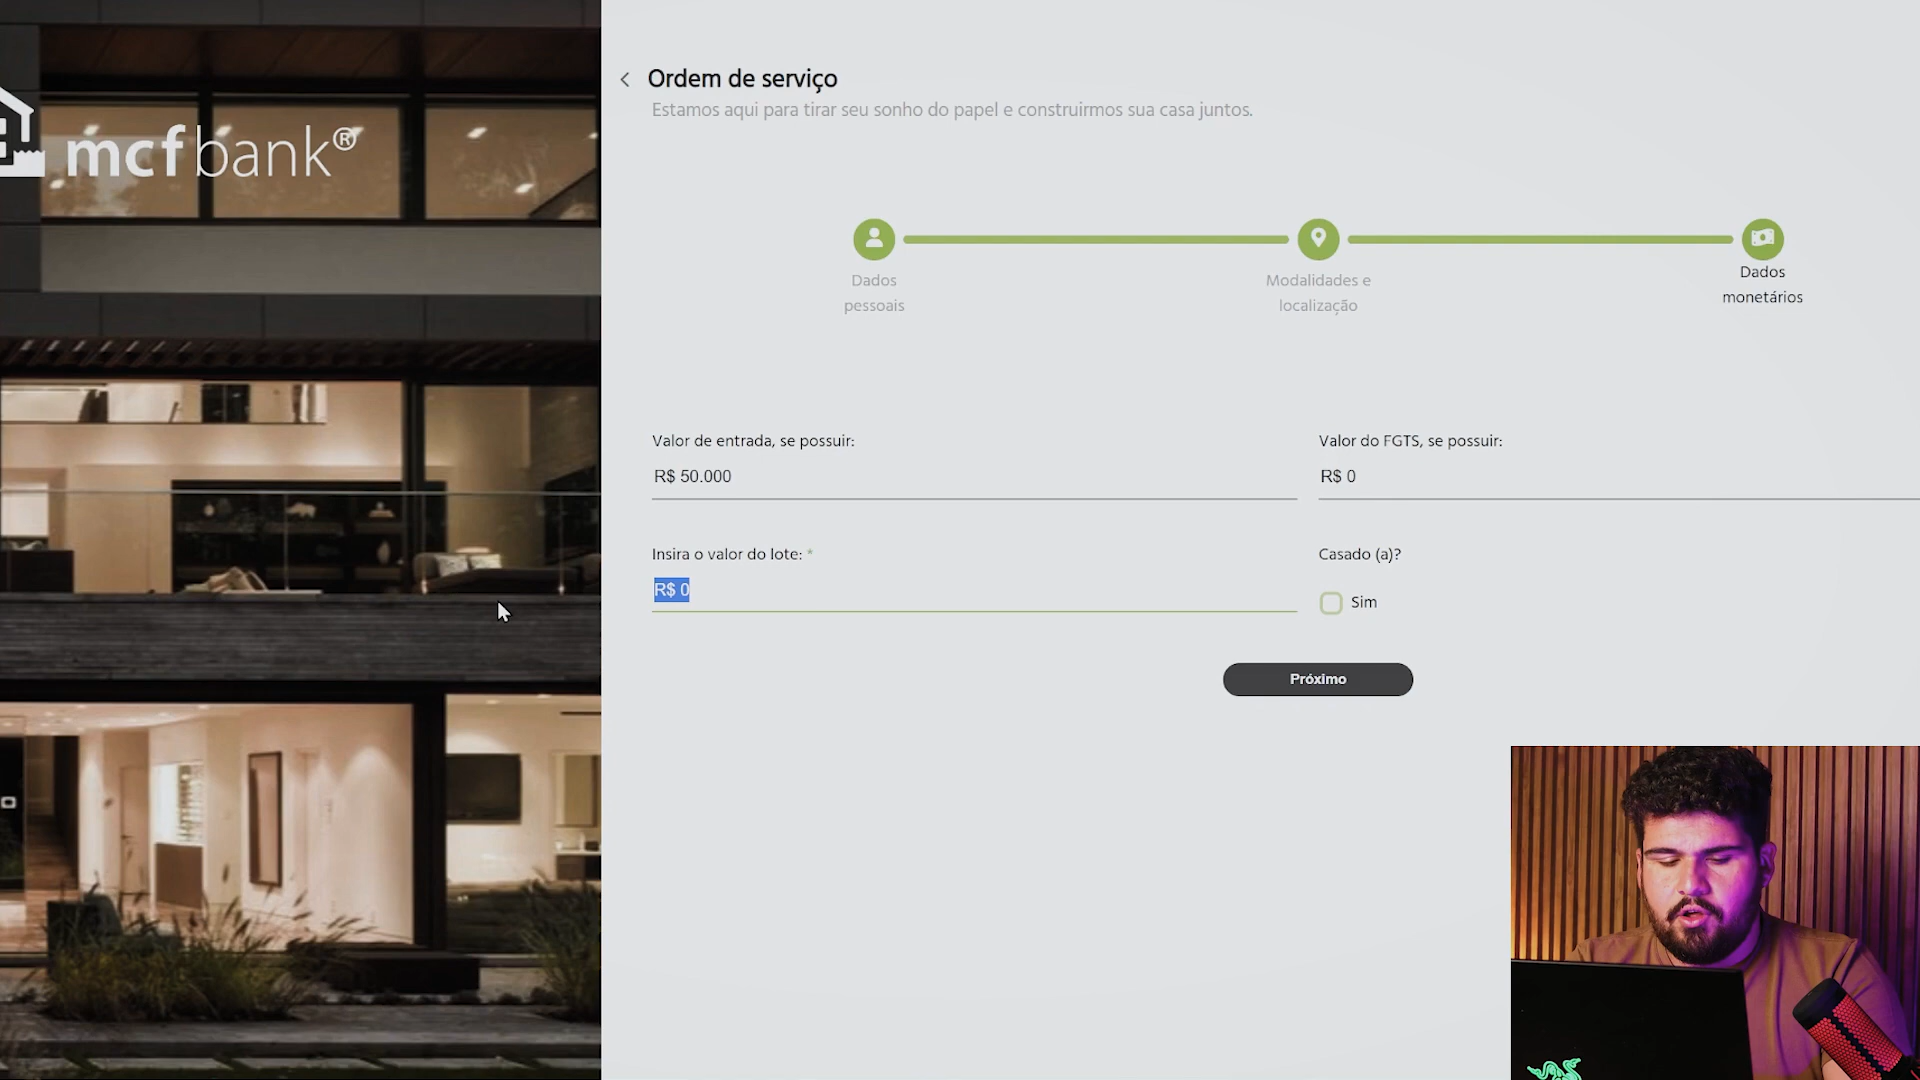 mcfbank®
Ordem de serviço
Estamos aqui para tirar seu sonho do papel e construirmos sua casa juntos.
Dados
pessoais
Modalidades e
localização
Dados
monetários
Valor de entrada, se possuir:
R$ 50.000
Valor do FGTS, se possuir:
R$ 0
Insira o valor do lote: *
R$ 0
Casado (a)?
Sim
Próximo